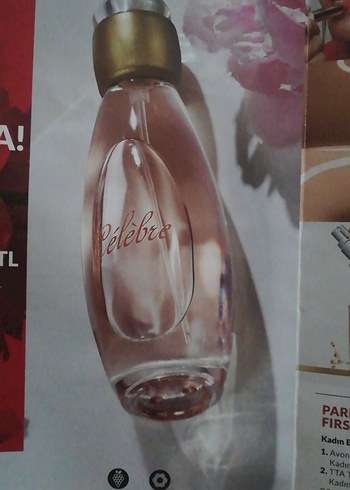 A!
TL
Célèbre
PAR
FIRS
Kadın E
1. Avon
Kadın
2. TTA T
Kadın